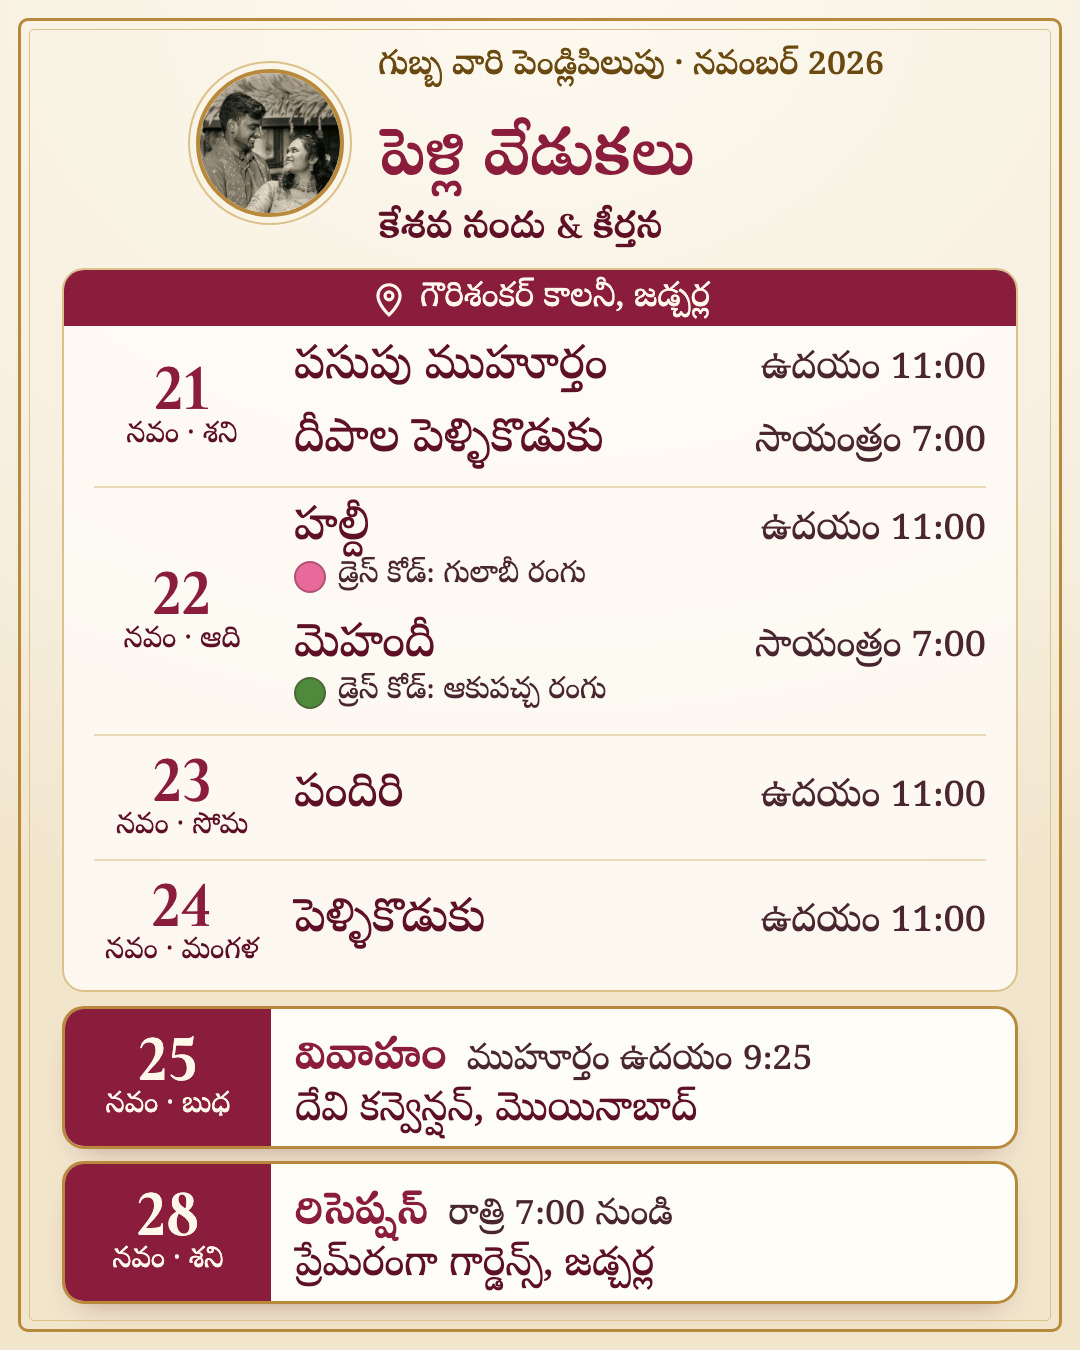 గుబ్బ వారి పెండ్లిపిలుపు · నవంబర్ 2026
పెళ్లి వేడుకలు
కేశవ నందు & కీర్తన
గౌరిశంకర్ కాలనీ, జడ్చర్ల
21
నవం · శని
పసుపు ముహూర్తం ఉదయం 11:00
దీపాల పెళ్ళికొడుకు సాయంత్రం 7:00
22
నవం · ఆది
హల్దీ ఉదయం 11:00
డ్రెస్ కోడ్: గులాబీ రంగు
మెహందీ సాయంత్రం 7:00
డ్రెస్ కోడ్: ఆకుపచ్చ రంగు
23
నవం · సోమ
పందిరి ఉదయం 11:00
24
నవం · మంగళ
పెళ్ళికొడుకు ఉదయం 11:00
25
నవం · బుధ
వివాహం ముహూర్తం ఉదయం 9:25
దేవి కన్వెన్షన్, మొయినాబాద్
28
నవం · శని
రిసెప్షన్ రాత్రి 7:00 నుండి
ప్రేమ్‌రంగా గార్డెన్స్, జడ్చర్ల